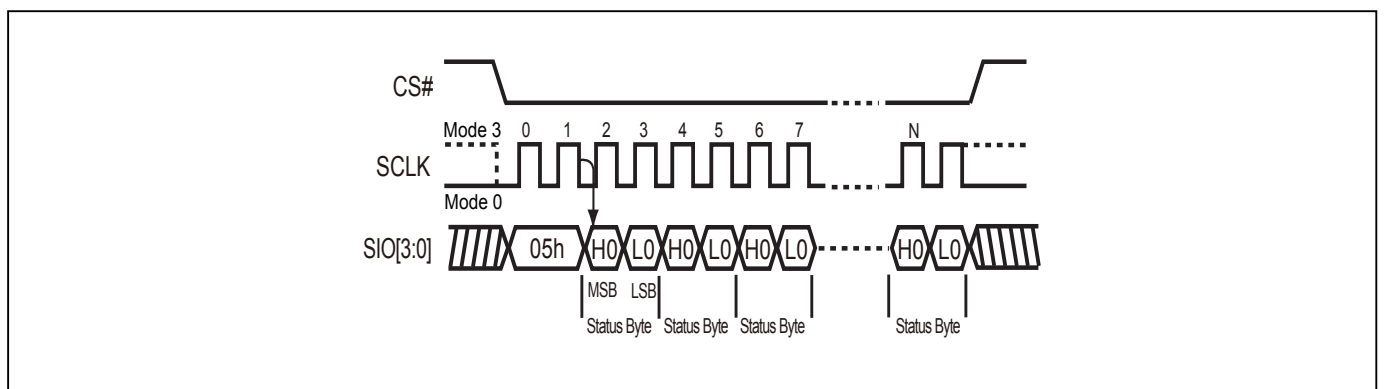 CS#
Mode 3 0 1 2 3 4 5 6 7 N
SCLK
Mode 0
SIO[3:0] 05h H0 L0 H0 L0 H0 L0 H0 L0
MSB LSB
Status Byte Status Byte Status Byte Status Byte